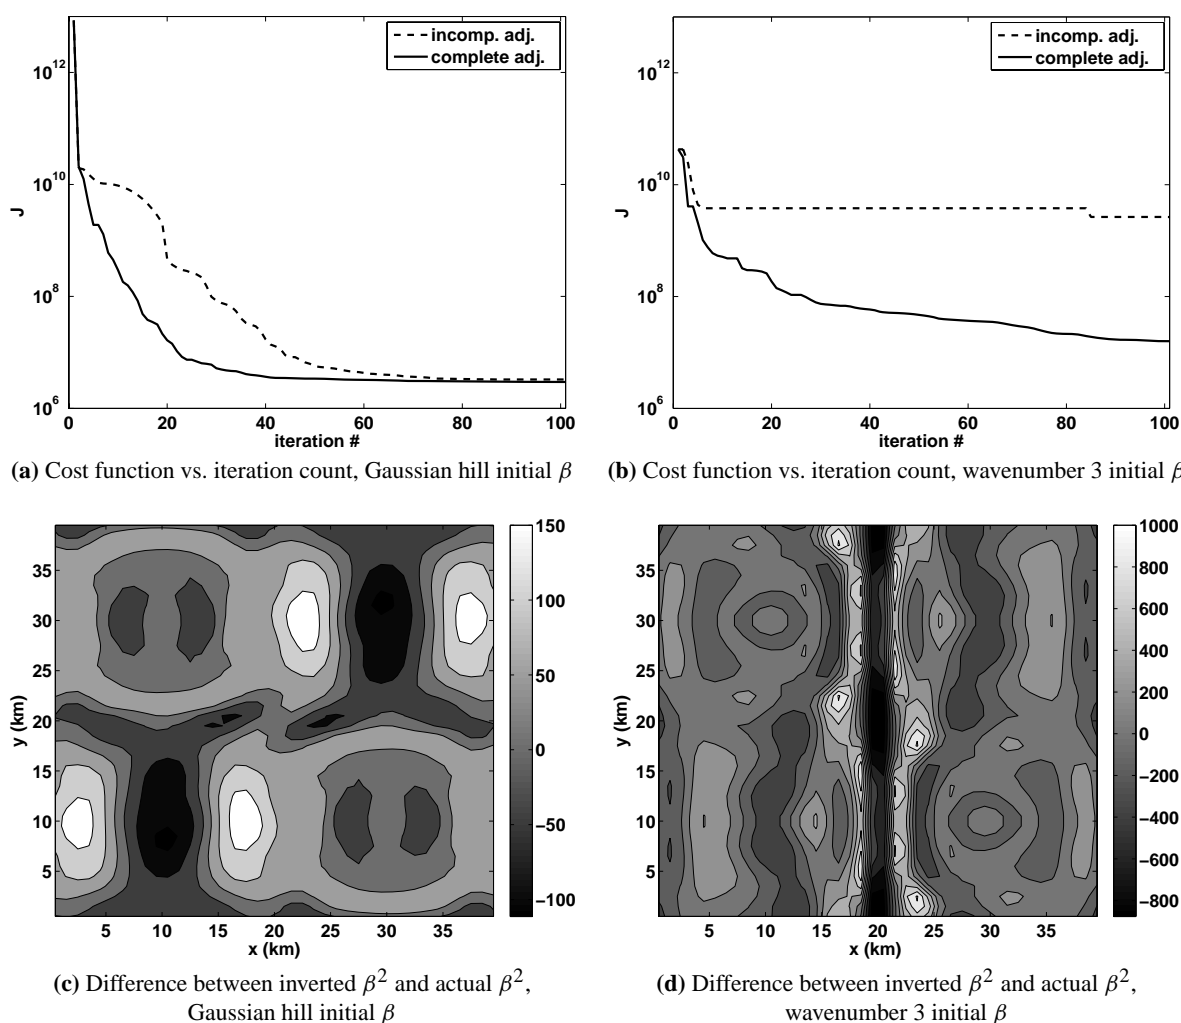 incomp. adj.
complete adj.
10^12
10^10
10^8
10^6
J
0 20 40 60 80 100
iteration #
(a) Cost function vs. iteration count, Gaussian hill initial β
incomp. adj.
complete adj.
10^12
10^10
10^8
10^6
J
0 20 40 60 80 100
iteration #
(b) Cost function vs. iteration count, wavenumber 3 initial β
35
30
25
20
15
10
5
y (km)
5 10 15 20 25 30 35
x (km)
150
100
50
0
−50
−100
(c) Difference between inverted β² and actual β²,
Gaussian hill initial β
35
30
25
20
15
10
5
y (km)
5 10 15 20 25 30 35
x (km)
1000
800
600
400
200
0
−200
−400
−600
−800
(d) Difference between inverted β² and actual β²,
wavenumber 3 initial β